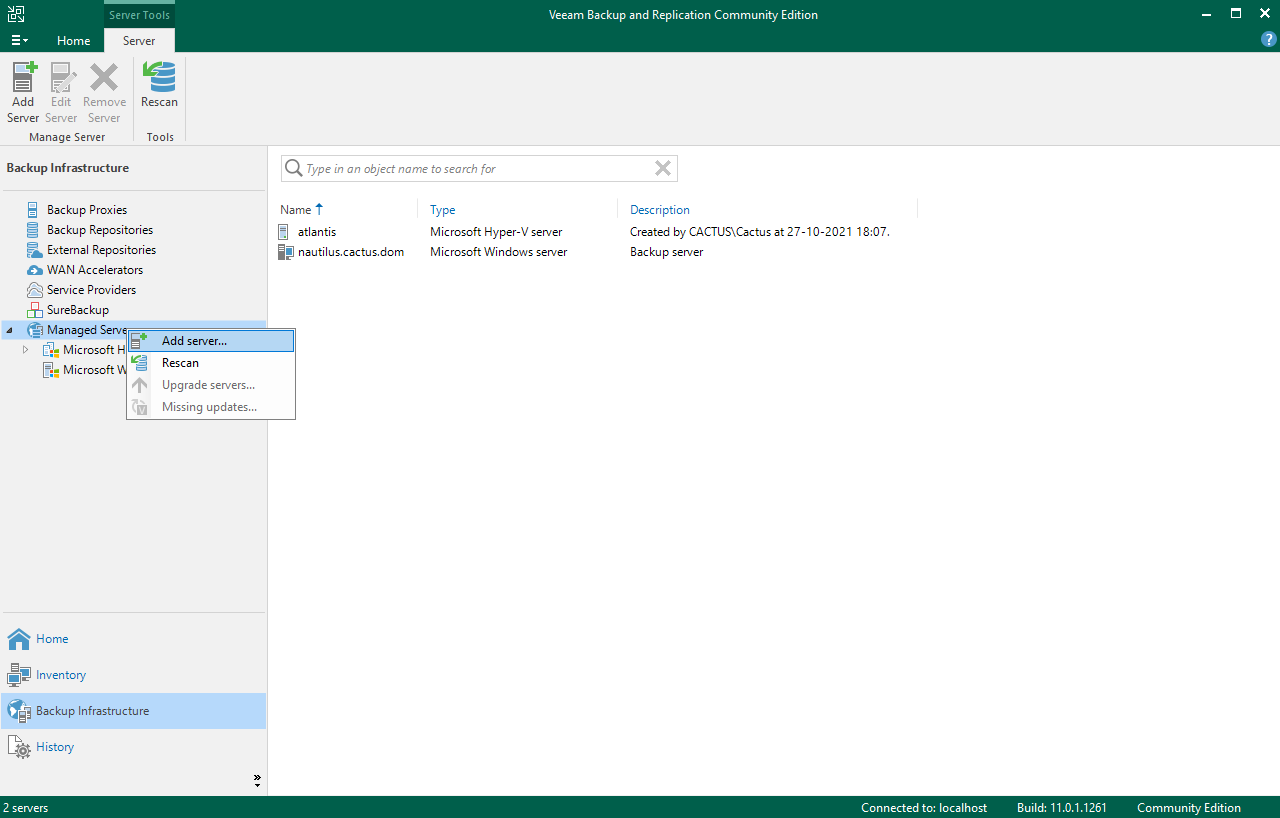 Server Tools
Veeam Backup and Replication Community Edition
Home
Server
Add Server
Edit Server
Remove Server
Rescan
Manage Server
Tools
Backup Infrastructure
Backup Proxies
Backup Repositories
External Repositories
WAN Accelerators
Service Providers
SureBackup
Managed Serve
Microsoft H
Microsoft W
Add server...
Rescan
Upgrade servers...
Missing updates...
Type in an object name to search for
Name Type Description
atlantis Microsoft Hyper-V server Created by CACTUS\Cactus at 27-10-2021 18:07.
nautilus.cactus.dom Microsoft Windows server Backup server
Home
Inventory
Backup Infrastructure
History
2 servers
Connected to: localhost
Build: 11.0.1.1261
Community Edition